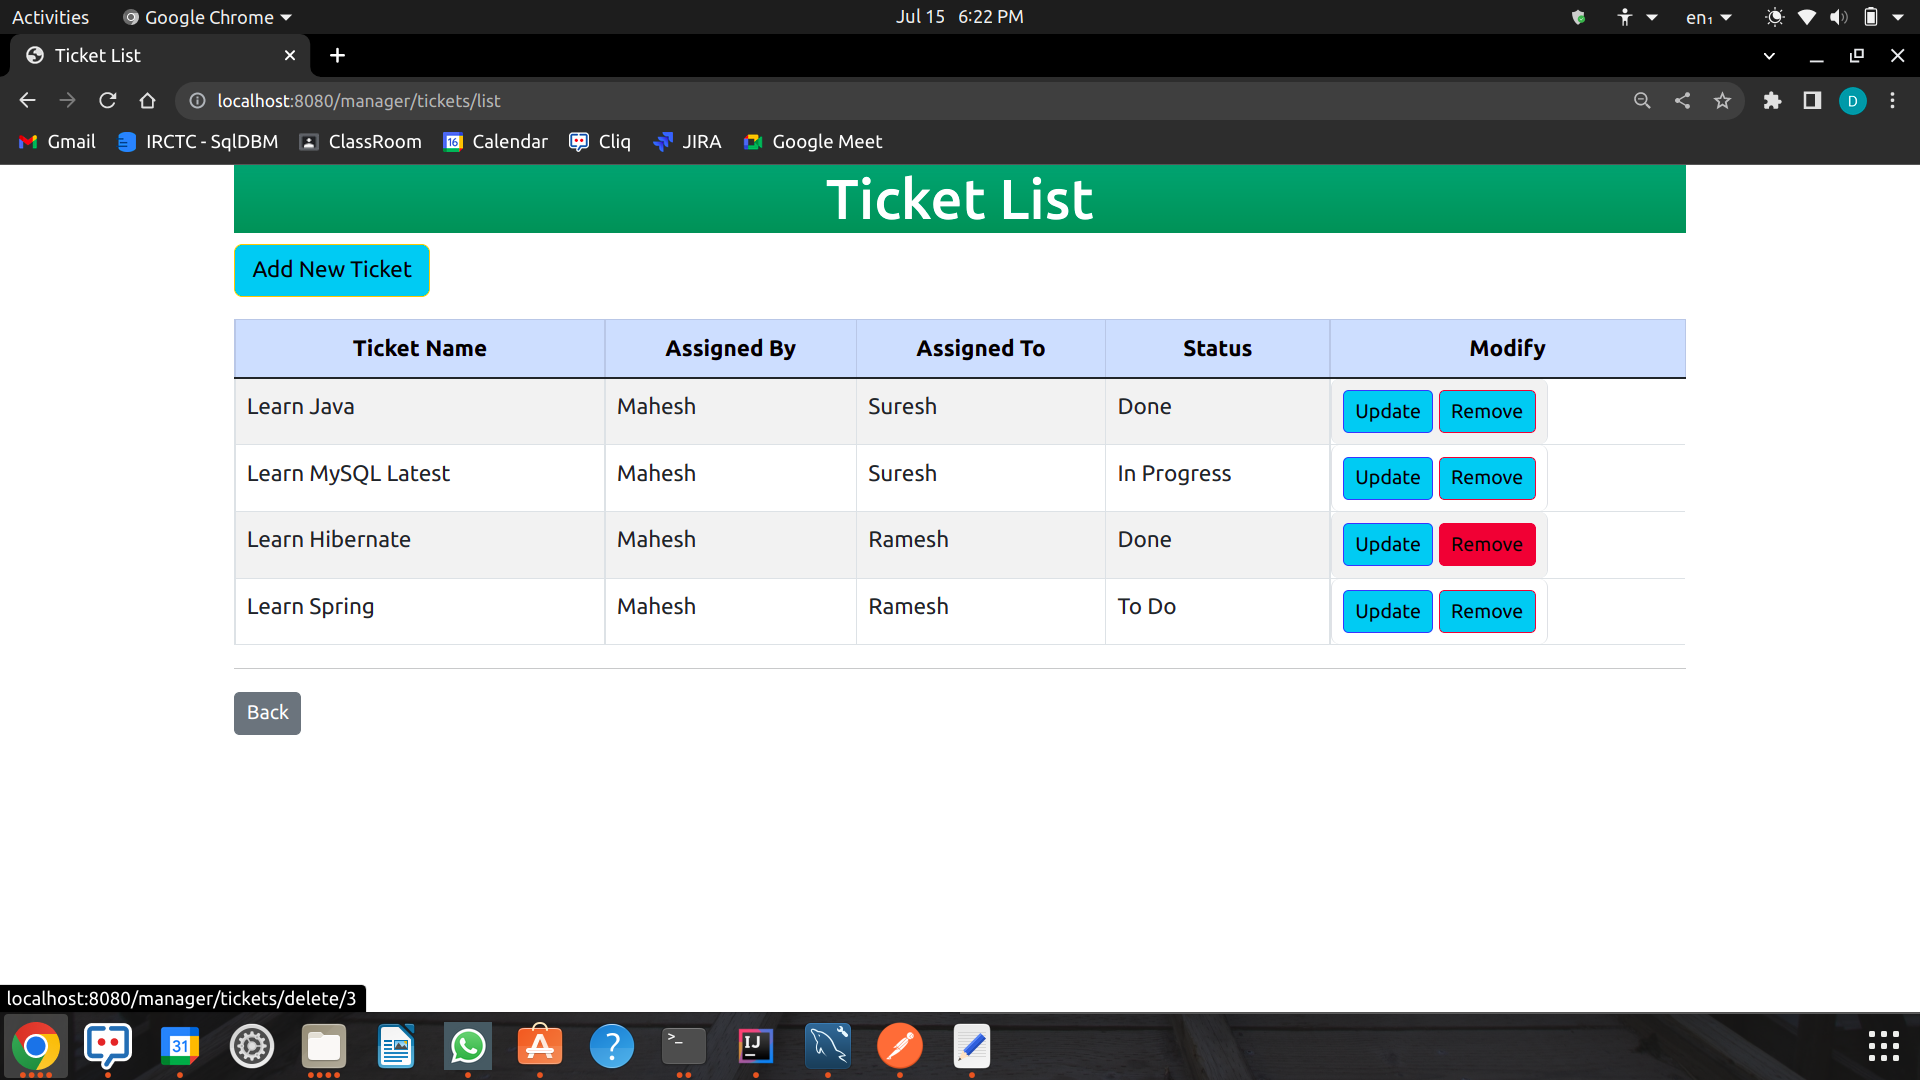 Activities Google Chrome Jul 15 6:22 PM en₁
Ticket List
localhost:8080/manager/tickets/list D
Gmail IRCTC - SqlDBM ClassRoom 16 Calendar Cliq JIRA Google Meet
Ticket List
Add New Ticket
Ticket Name Assigned By Assigned To Status Modify
Learn Java Mahesh Suresh Done Update Remove
Learn MySQL Latest Mahesh Suresh In Progress Update Remove
Learn Hibernate Mahesh Ramesh Done Update Remove
Learn Spring Mahesh Ramesh To Do Update Remove
Back
localhost:8080/manager/tickets/delete/3
31 ? >_ IJ